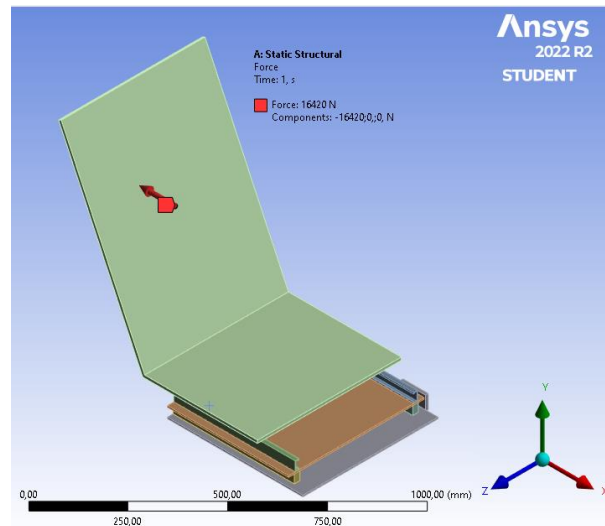 Ansys
2022 R2
STUDENT
A: Static Structural
Force
Time: 1, s
Force: 16420 N
Components: -16420;0,;0, N
Y
Z
X
0,00
500,00
1000,00 (mm)
250,00
750,00